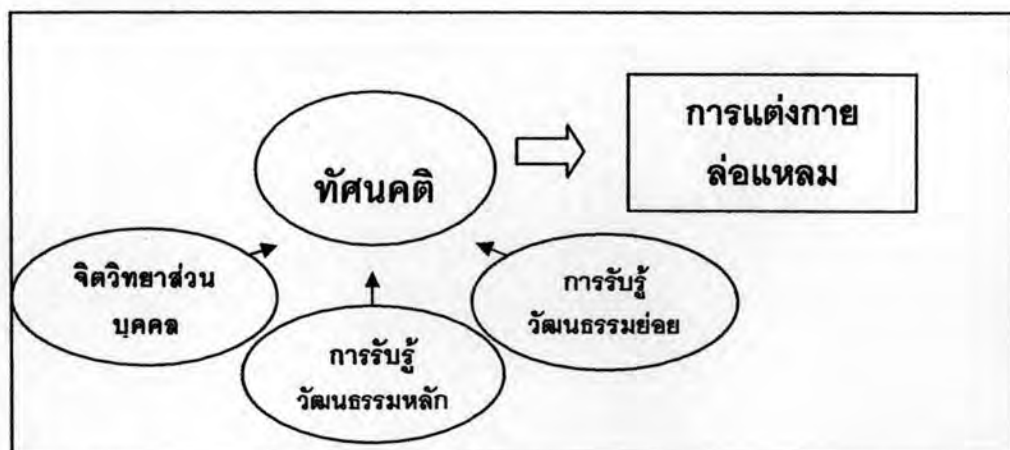 การแต่งกาย
ล่อแหลม
ทัศนคติ
จิตวิทยาส่วน
บุคคล
การรับรู้
วัฒนธรรมหลัก
การรับรู้
วัฒนธรรมย่อย